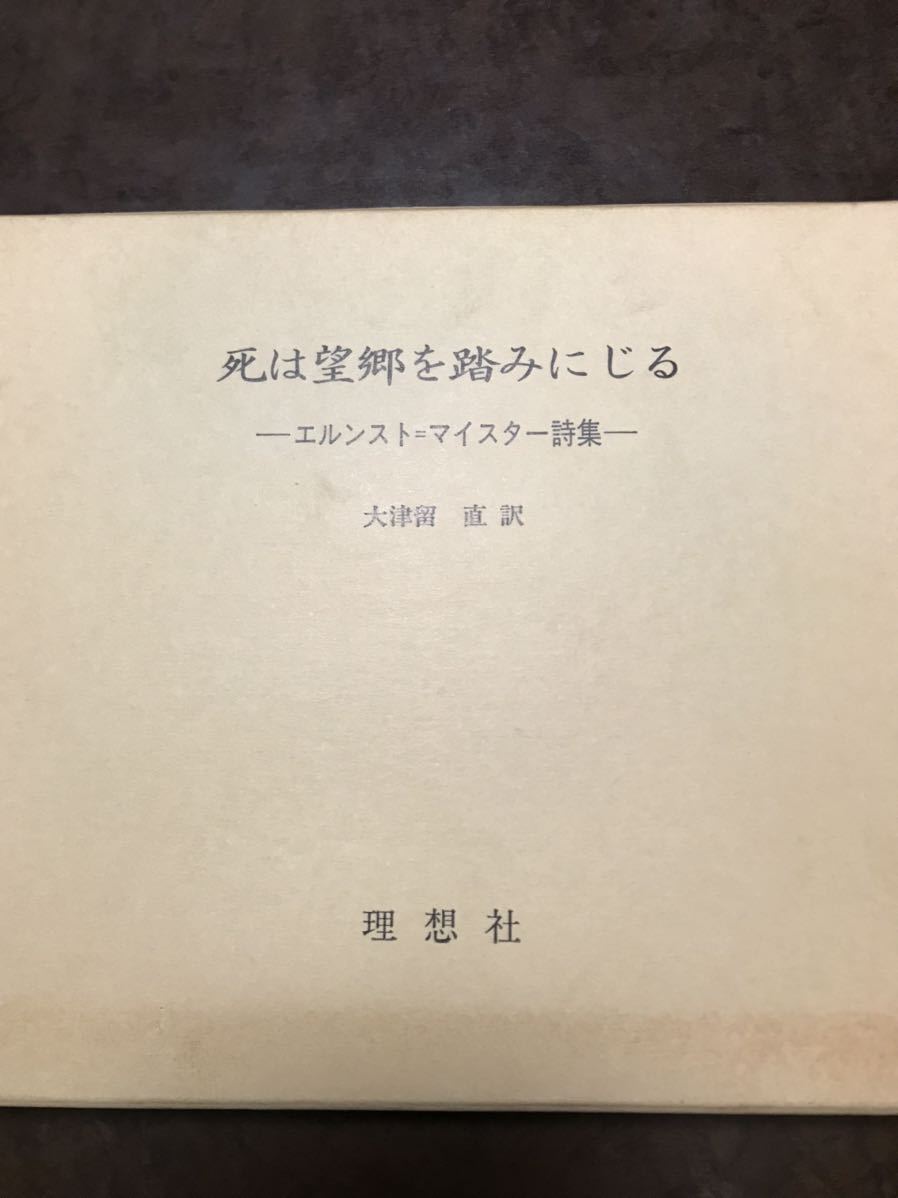 死は望郷を踏みにじる
―エルンスト=マイスター詩集―
大津留 直訳
理想社